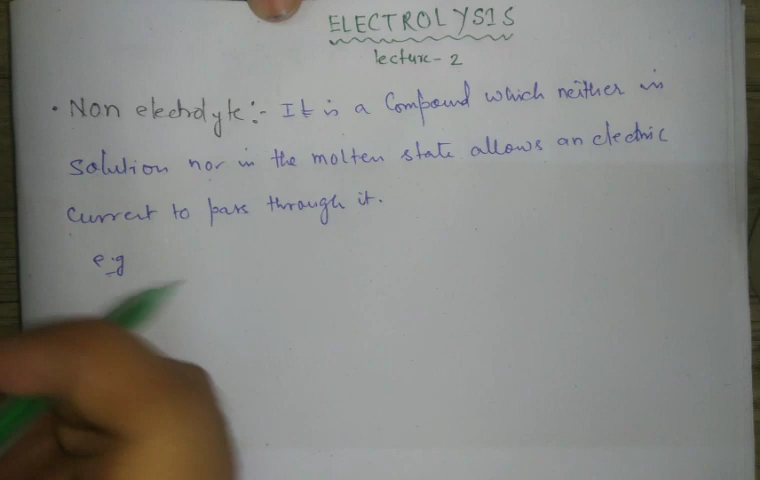 ELECTROLYSIS
lecture - 2
• Non electrolyte :- It is a Compound which neither in
solution nor in the molten state allows an electric
current to pass through it.
e.g